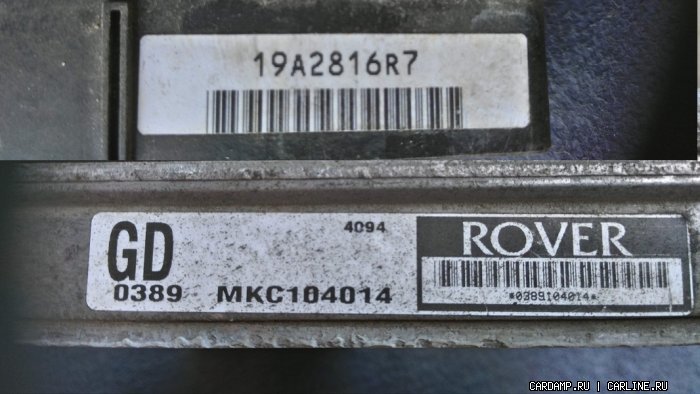 19A2816R7
GD
4094
ROVER
0389 MKC104014
*0389104014*
CARDAMP.RU | CARLINE.RU